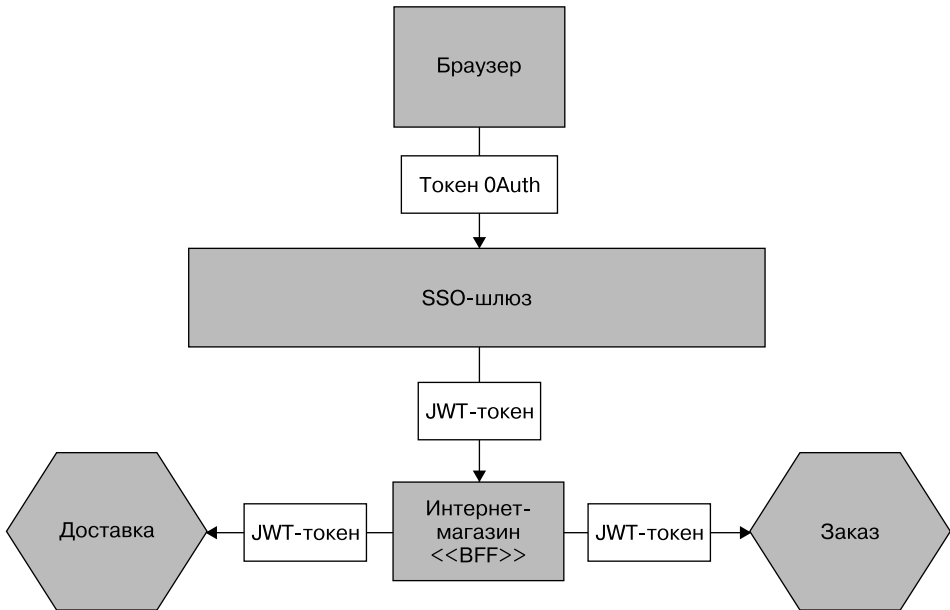 Браузер
Токен 0Auth
SSO-шлюз
JWT-токен
Доставка
JWT-токен
Интернет-
магазин
<<BFF>>
JWT-токен
Заказ